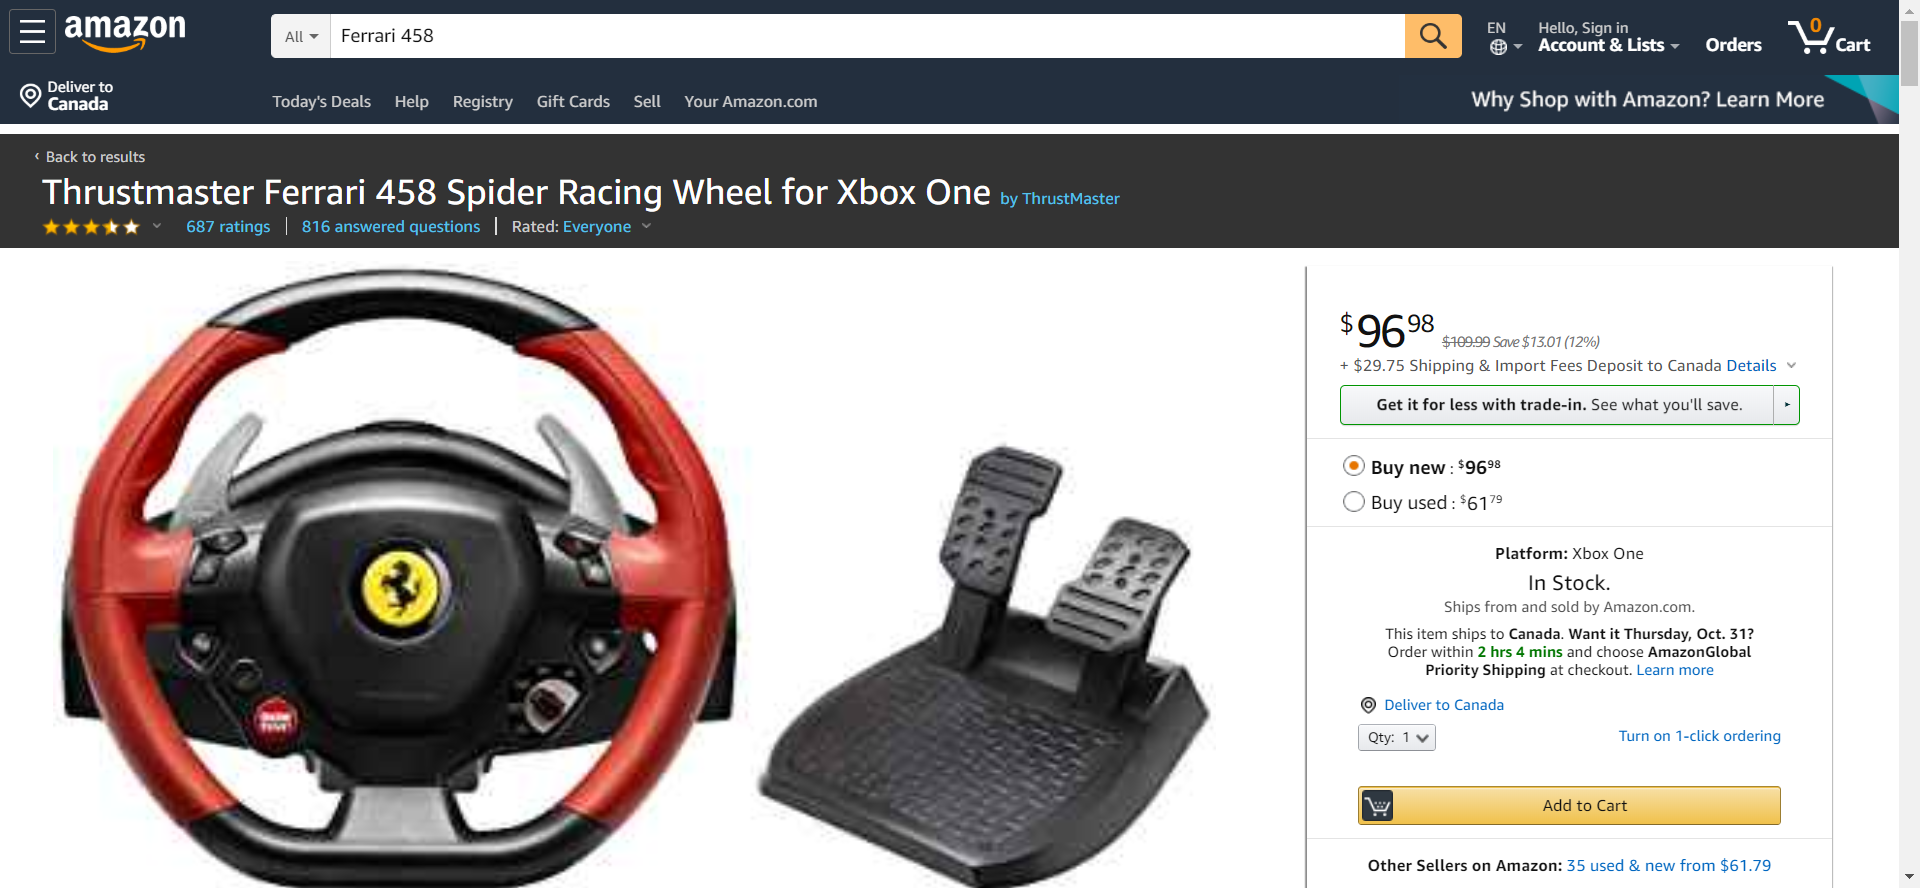 amazon
All
Ferrari 458
EN
Hello, Sign in
Account & Lists
Orders
0
Cart
Deliver to
Canada
Today's Deals
Help
Registry
Gift Cards
Sell
Your Amazon.com
Why Shop with Amazon? Learn More
‹ Back to results
Thrustmaster Ferrari 458 Spider Racing Wheel for Xbox One by ThrustMaster
687 ratings | 816 answered questions | Rated: Everyone
$96.98
$109.99 Save $13.01 (12%)
+ $29.75 Shipping & Import Fees Deposit to Canada Details
Get it for less with trade-in. See what you'll save.
Buy new : $96.98
Buy used : $61.79
Platform: Xbox One
In Stock.
Ships from and sold by Amazon.com.
This item ships to Canada. Want it Thursday, Oct. 31?
Order within 2 hrs 4 mins and choose AmazonGlobal
Priority Shipping at checkout. Learn more
Deliver to Canada
Qty: 1
Turn on 1-click ordering
Add to Cart
Other Sellers on Amazon: 35 used & new from $61.79